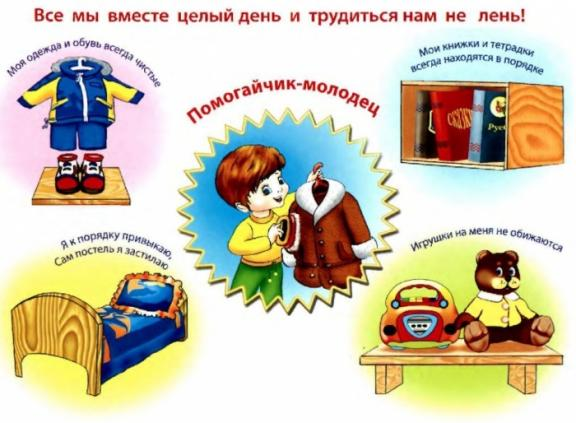 Все мы вместе целый день и трудиться нам не лень!
Моя одежда и обувь всегда чистые
Мои книжки и тетрадки
всегда находятся в порядке
Помогайчик-молодец
СКАЗКИ
Я к порядку привыкаю,
Сам постель я застилаю
Игрушки на меня не обижаются